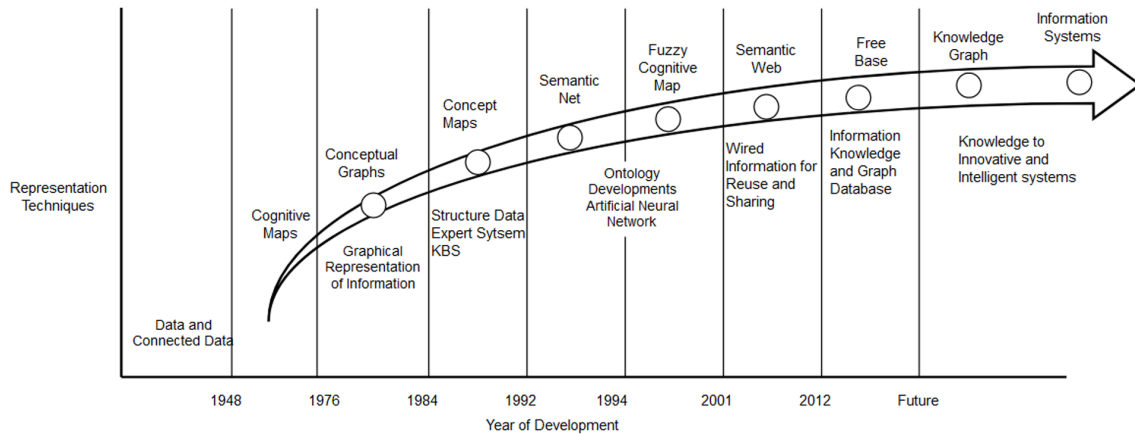 Information
Systems
Knowledge
Graph
Free
Base
Semantic
Web
Fuzzy
Cognitive
Map
Semantic
Net
Concept
Maps
Conceptual
Graphs
Cognitive
Maps
Representation
Techniques
Data and
Connected Data
Graphical
Representation
of Information
Structure Data
Expert Sytsem
KBS
Ontology
Developments
Artificial Neural
Network
Wired
Information for
Reuse and
Sharing
Information
Knowledge
and Graph
Database
Knowledge to
Innovative and
Intelligent systems
1948 1976 1984 1992 1994 2001 2012 Future
Year of Development